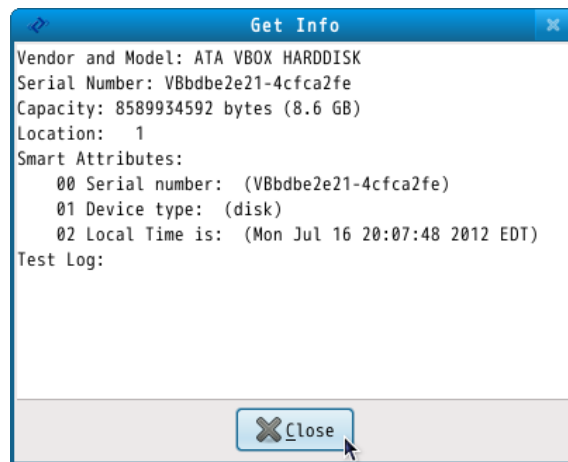 Get Info
Vendor and Model: ATA VBOX HARDDISK
Serial Number: VBbdbe2e21-4cfca2fe
Capacity: 8589934592 bytes (8.6 GB)
Location:   1
Smart Attributes:
    00 Serial number:  (VBbdbe2e21-4cfca2fe)
    01 Device type:  (disk)
    02 Local Time is:  (Mon Jul 16 20:07:48 2012 EDT)
Test Log:
Close